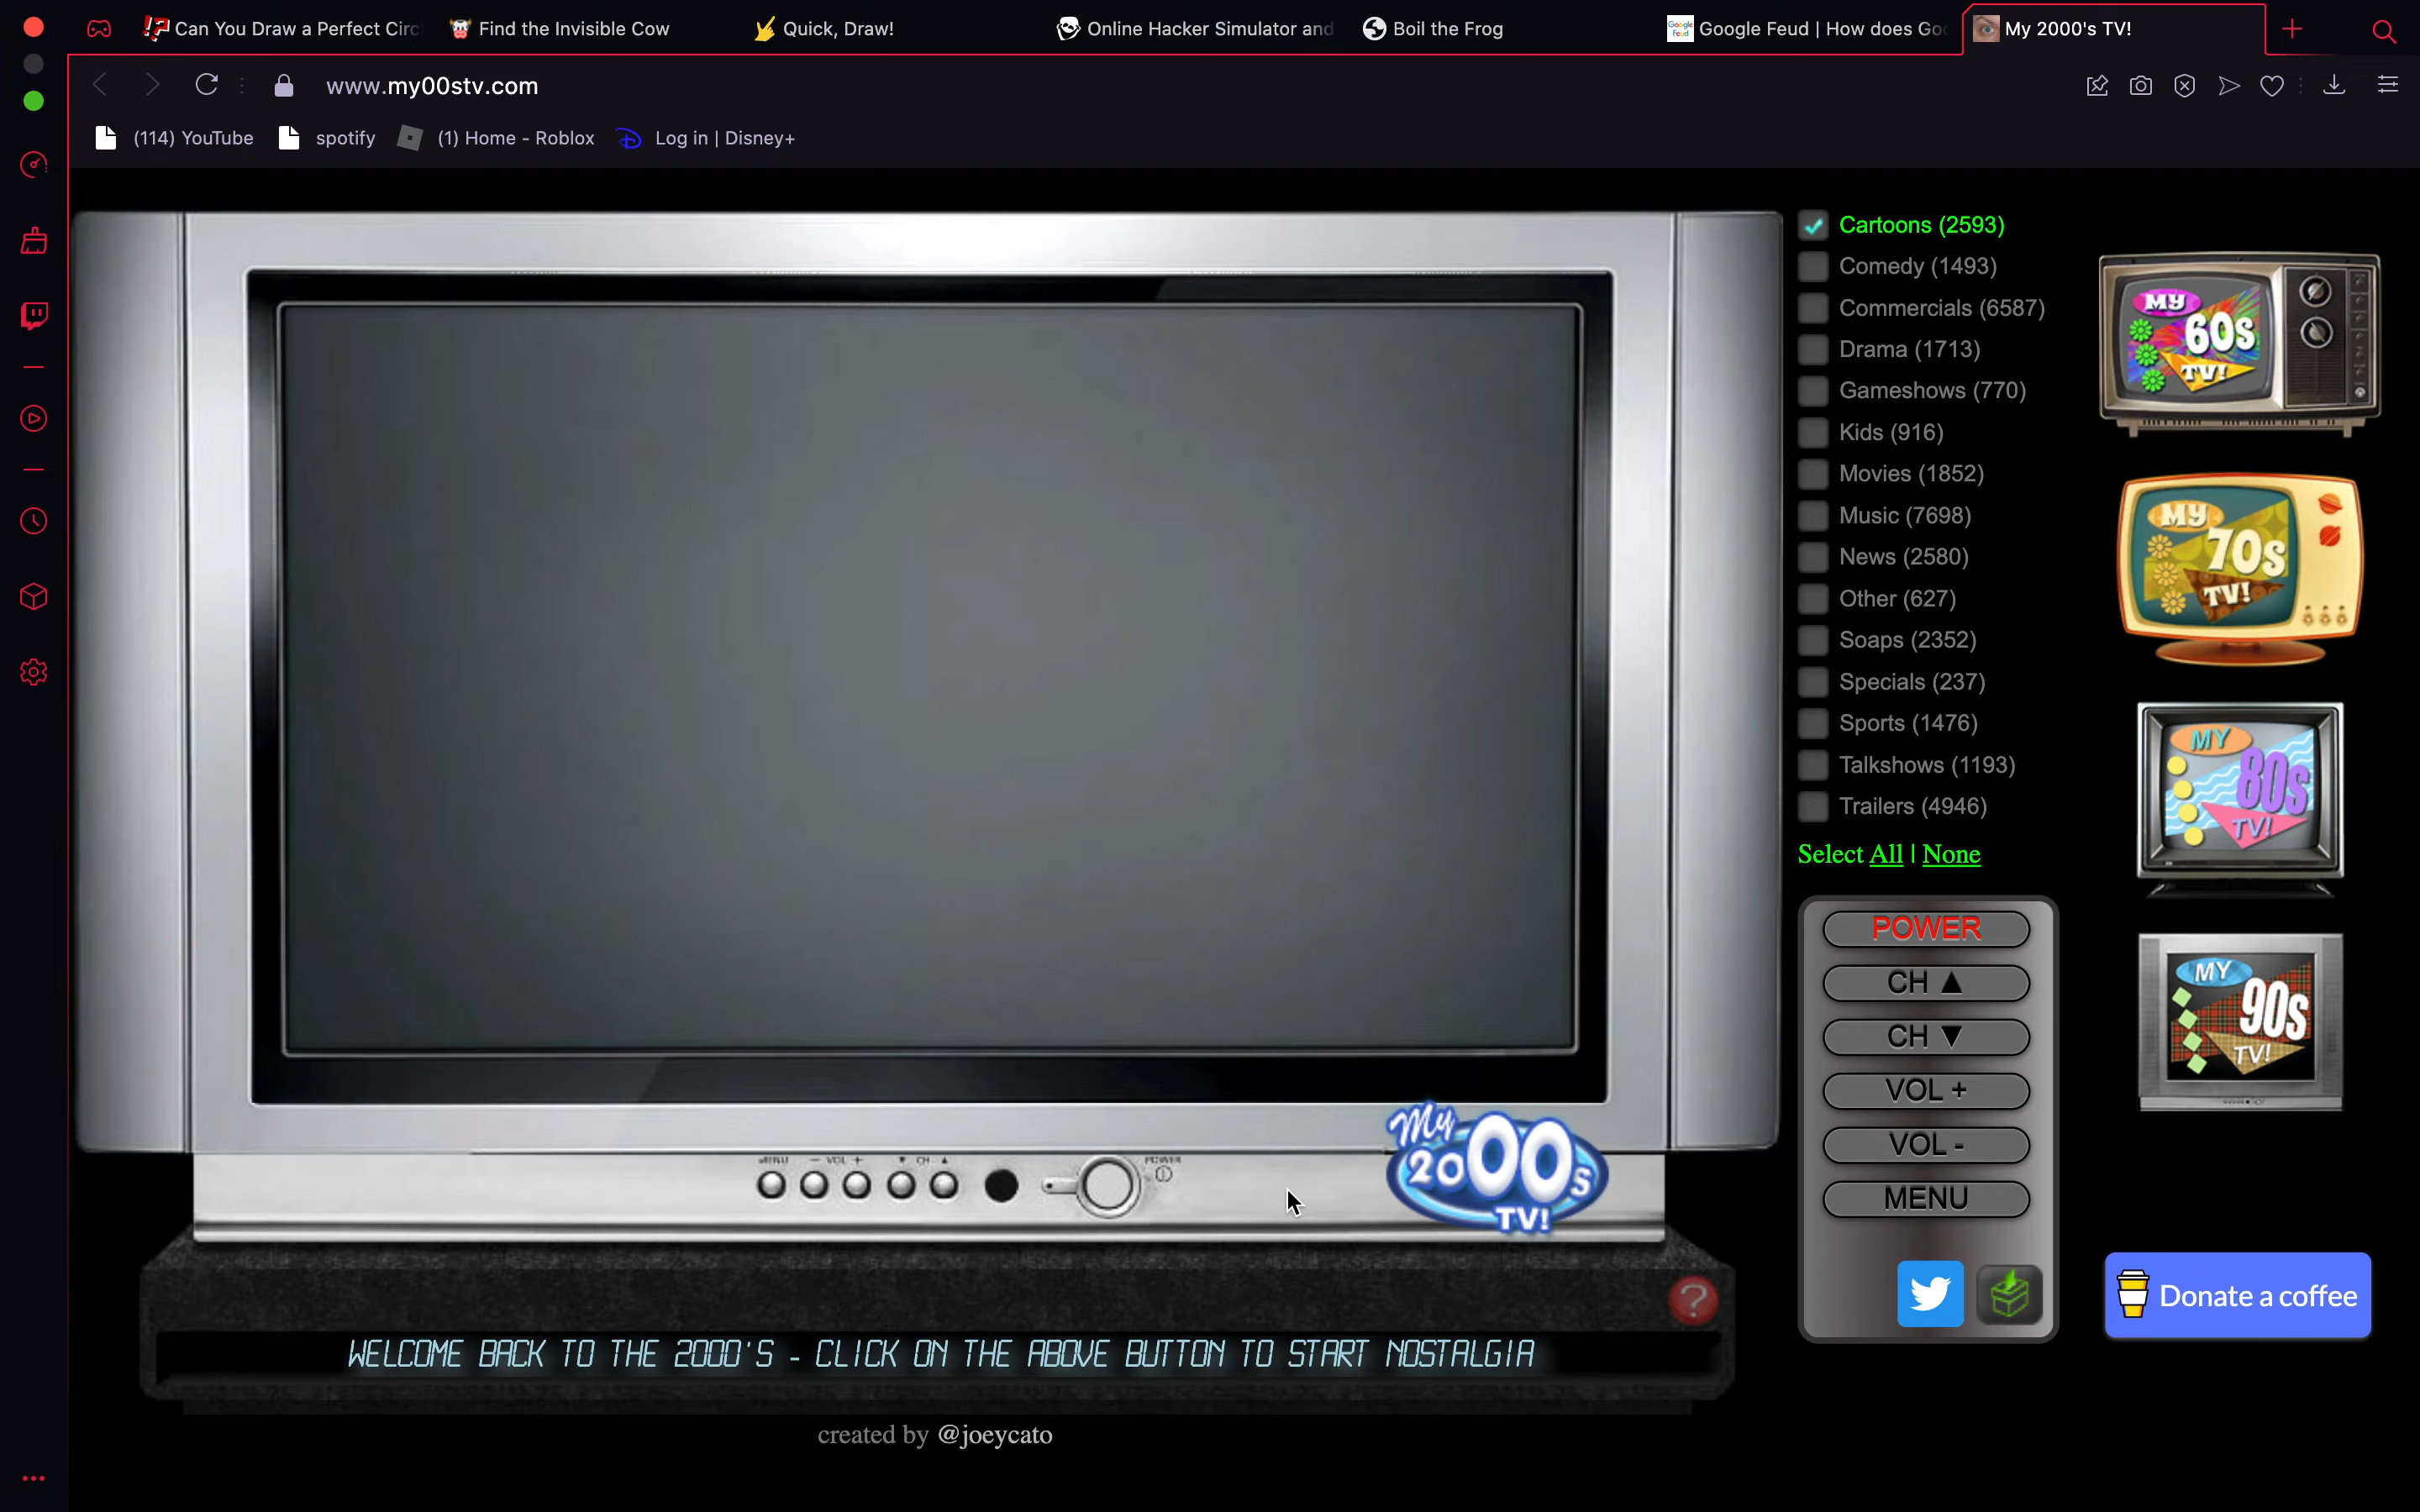 Can You Draw a Perfect Circ
Find the Invisible Cow
Quick, Draw!
Online Hacker Simulator and
Boil the Frog
Google Feud | How does Goo
My 2000's TV!
www.my00stv.com
(114) YouTube
spotify
(1) Home - Roblox
Log in | Disney+
Cartoons (2593)
Comedy (1493)
Commercials (6587)
Drama (1713)
Gameshows (770)
Kids (916)
Movies (1852)
Music (7698)
News (2580)
Other (627)
Soaps (2352)
Specials (237)
Sports (1476)
Talkshows (1193)
Trailers (4946)
Select All | None
POWER
CH ▲
CH ▼
VOL +
VOL -
MENU
MY
60s
TV!
MY
70s
TV!
MY
80s
TV!
MY
90s
TV!
Donate a coffee
MENU
- VOL +
▼ CH ▲
POWER
My
2000s
TV!
?
WELCOME BACK TO THE 2000'S - CLICK ON THE ABOVE BUTTON TO START NOSTALGIA
created by @joeycato